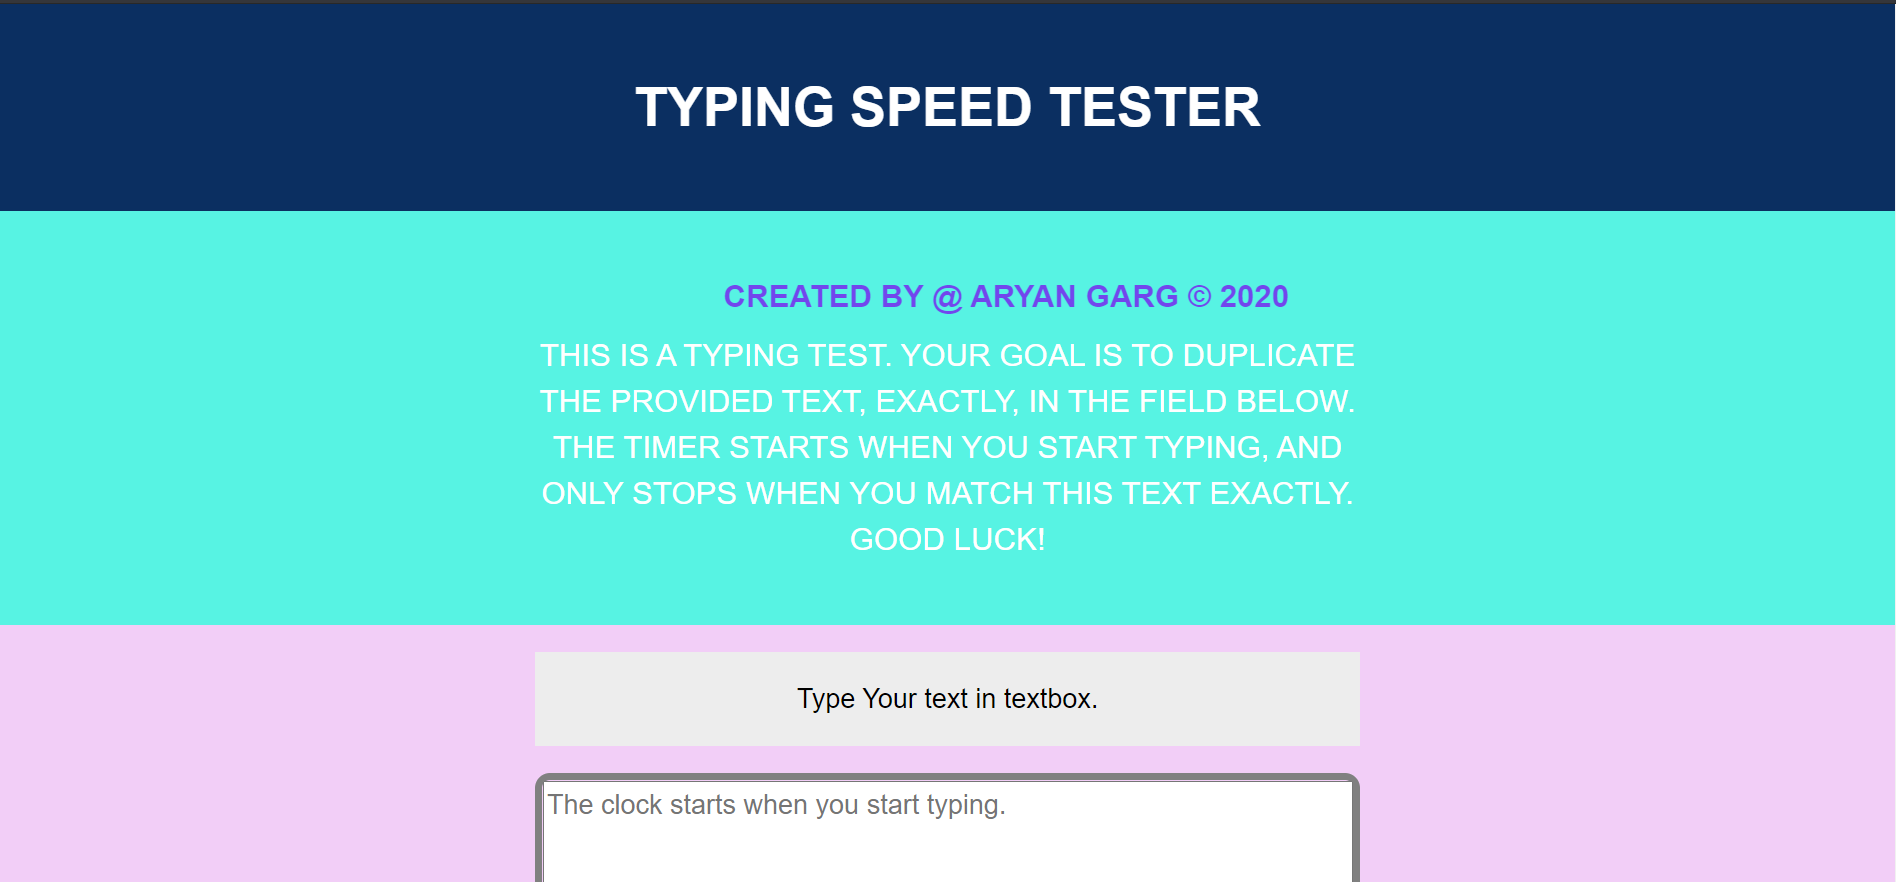 TYPING SPEED TESTER
CREATED BY @ ARYAN GARG © 2020
THIS IS A TYPING TEST. YOUR GOAL IS TO DUPLICATE
THE PROVIDED TEXT, EXACTLY, IN THE FIELD BELOW.
THE TIMER STARTS WHEN YOU START TYPING, AND
ONLY STOPS WHEN YOU MATCH THIS TEXT EXACTLY.
GOOD LUCK!
Type Your text in textbox.
The clock starts when you start typing.